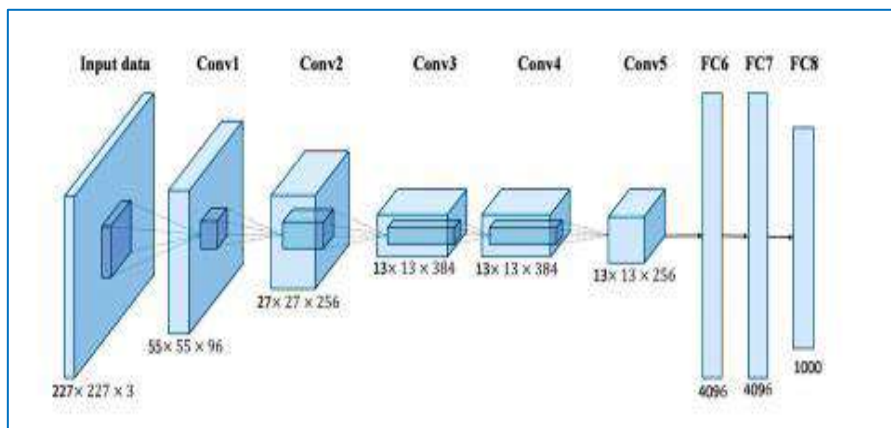 Input data Conv1 Conv2 Conv3 Conv4 Conv5 FC6 FC7 FC8
13× 13 × 384 13× 13 × 384 13× 13 × 256
27× 27 × 256
55× 55 × 96
1000
227× 227 × 3 4096 4096